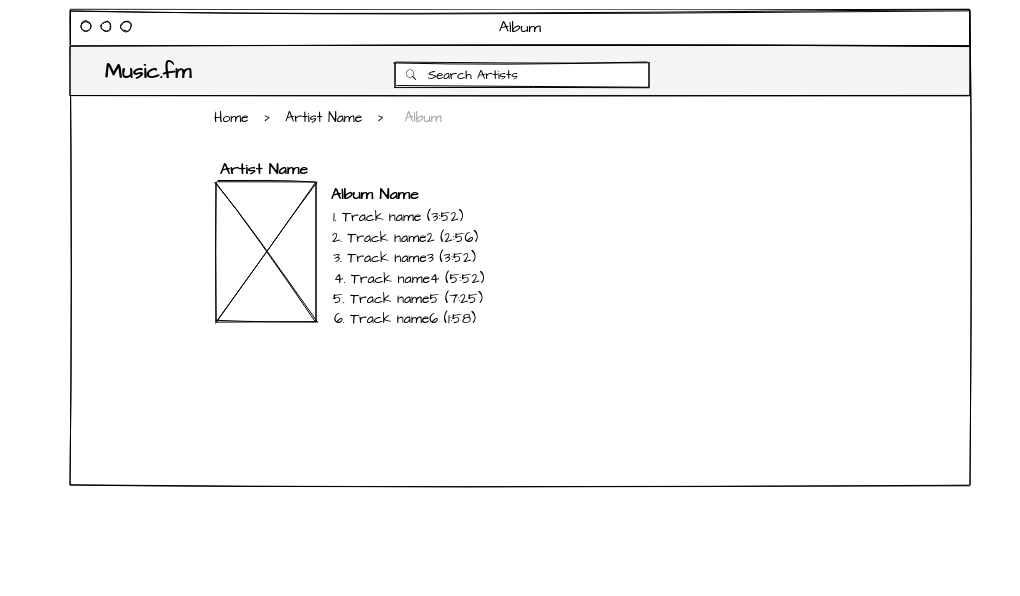 Album
Music.fm
Search Artists
Home > Artist Name > Album
Artist Name
Album Name
1. Track name (3:52)
2. Track name2 (2:56)
3. Track name3 (3:52)
4. Track name4 (5:52)
5. Track name5 (7:25)
6. Track name6 (1:58)